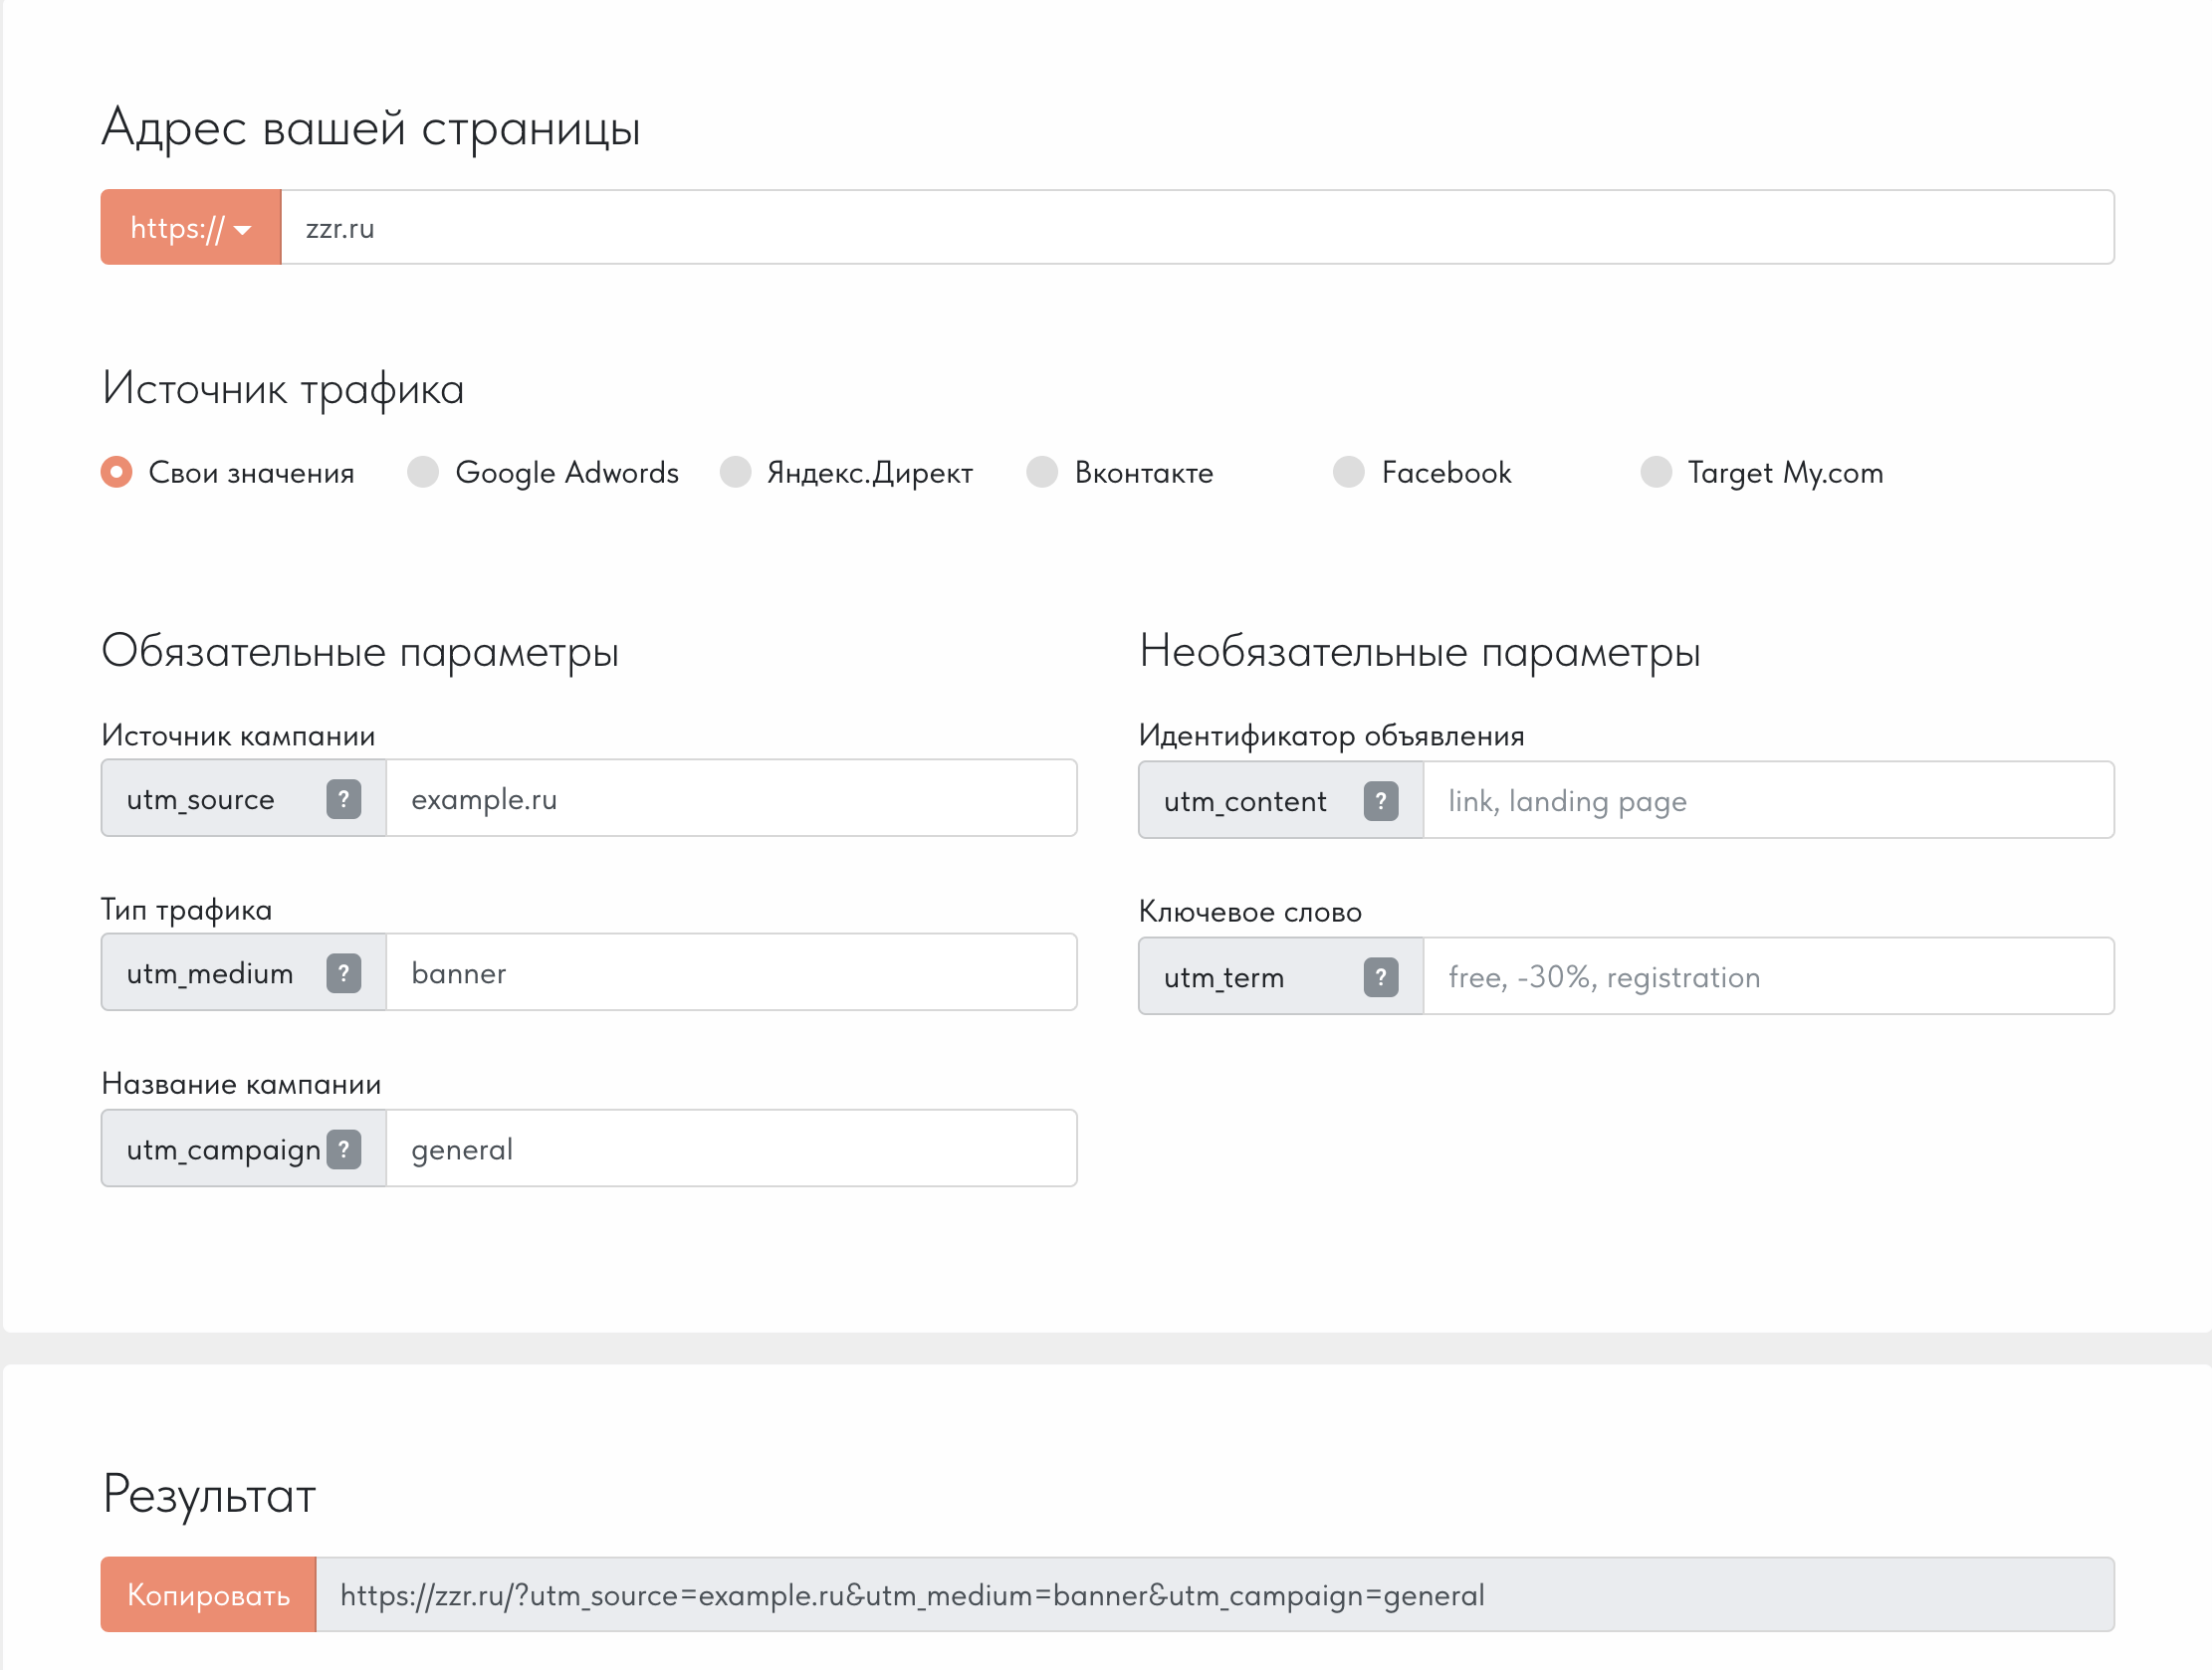 Адрес вашей страницы
https:// zzr.ru
Источник трафика
Свои значения Google Adwords Яндекс.Директ Вконтакте Facebook Target My.com
Обязательные параметры
Источник кампании
utm_source ? example.ru
Тип трафика
utm_medium ? banner
Название кампании
utm_campaign ? general
Необязательные параметры
Идентификатор объявления
utm_content ? link, landing page
Ключевое слово
utm_term ? free, -30%, registration
Результат
Копировать https://zzr.ru/?utm_source=example.ru&utm_medium=banner&utm_campaign=general